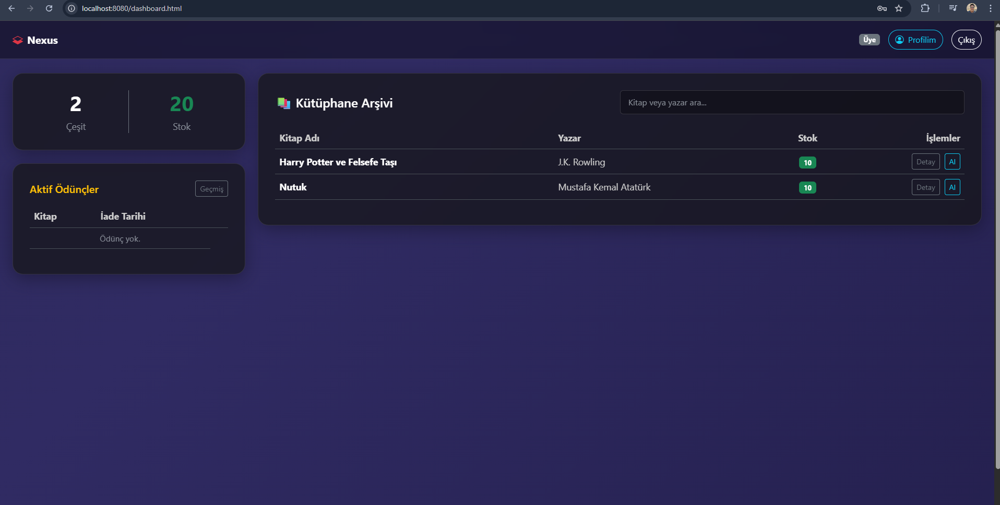 localhost:8080/dashboard.html
Nexus
Üye Profilim Çıkış
2
Çeşit
20
Stok
Aktif Ödünçler Geçmiş
Kitap İade Tarihi
Ödünç yok.
Kütüphane Arşivi Kitap veya yazar ara...
Kitap Adı Yazar Stok İşlemler
Harry Potter ve Felsefe Taşı J.K. Rowling 10 Detay Al
Nutuk Mustafa Kemal Atatürk 10 Detay Al